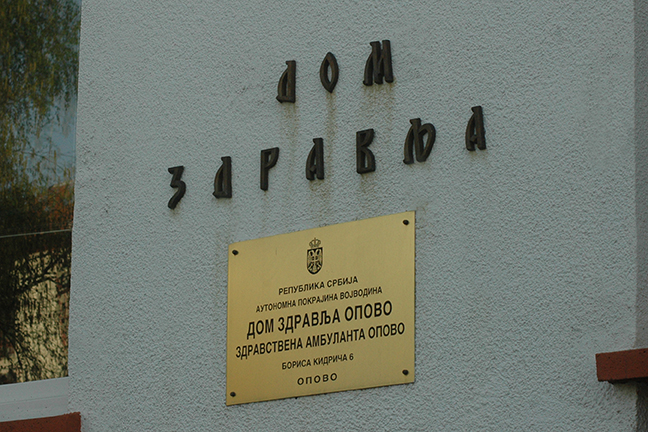 ДОМ
ЗДРАВЉА
РЕПУБЛИКА СРБИЈА
АУТОНОМНА ПОКРАЈИНА ВОЈВОДИНА
ДОМ ЗДРАВЉА ОПОВО
ЗДРАВСТВЕНА АМБУЛАНТА ОПОВО
БОРИСА КИДРИЧА 6
ОПОВО